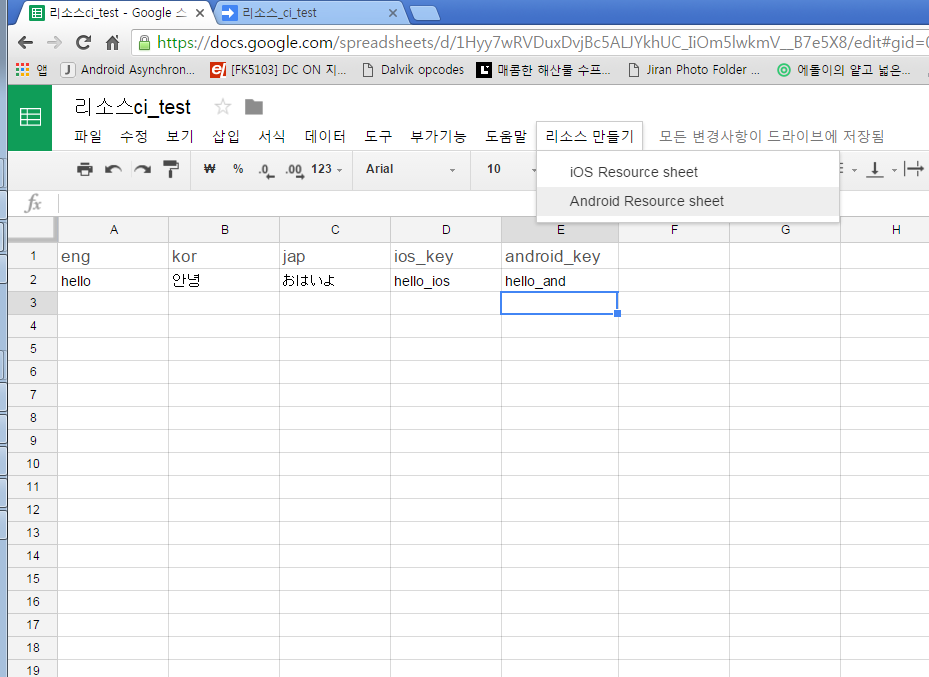 리소스ci_test - Google 스 리소스_ci_test
https://docs.google.com/spreadsheets/d/1Hyy7wRVDuxDvjBc5ALJYkhUC_IiOm5lwkmV__B7e5X8/edit#gid=0
앱 Android Asynchron... [FK5103] DC ON 지... Dalvik opcodes 매콤한 해산물 수프... Jiran Photo Folder ... 에돌이의 얇고 넓은...
리소스ci_test
파일 수정 보기 삽입 서식 데이터 도구 부가기능 도움말 리소스 만들기 모든 변경사항이 드라이브에 저장됨
₩ % .0 .00 123 Arial 10
iOS Resource sheet
Android Resource sheet
fx
A B C D E F G H
1 eng kor jap ios_key android_key
2 hello 안녕 おはいよ hello_ios hello_and
3
4
5
6
7
8
9
10
11
12
13
14
15
16
17
18
19